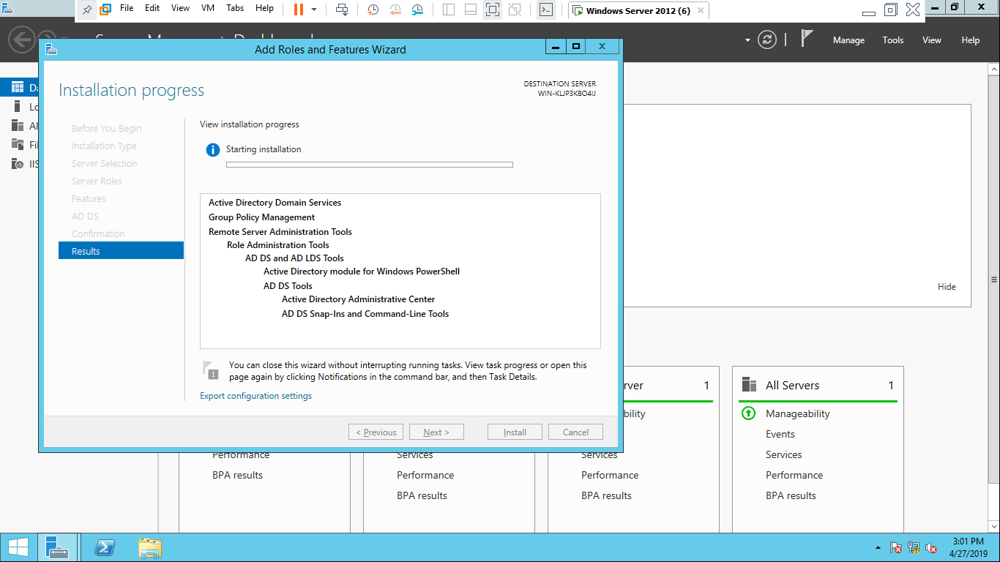 File Edit View VM Tabs Help
Windows Server 2012 (6)
Manage Tools View Help
Add Roles and Features Wizard
Installation progress
DESTINATION SERVER
WIN-KLJP3KBO4IJ
Before You Begin
Installation Type
Server Selection
Server Roles
Features
AD DS
Confirmation
Results
View installation progress
Starting installation
Active Directory Domain Services
Group Policy Management
Remote Server Administration Tools
Role Administration Tools
AD DS and AD LDS Tools
Active Directory module for Windows PowerShell
AD DS Tools
Active Directory Administrative Center
AD DS Snap-Ins and Command-Line Tools
1
You can close this wizard without interrupting running tasks. View task progress or open this
page again by clicking Notifications in the command bar, and then Task Details.
Export configuration settings
< Previous
Next >
Install
Cancel
Hide
IIS
Performance
BPA results
Services
Performance
BPA results
1
Services
Performance
BPA results
All Servers 1
Manageability
Events
Services
Performance
BPA results
3:01 PM
4/27/2019